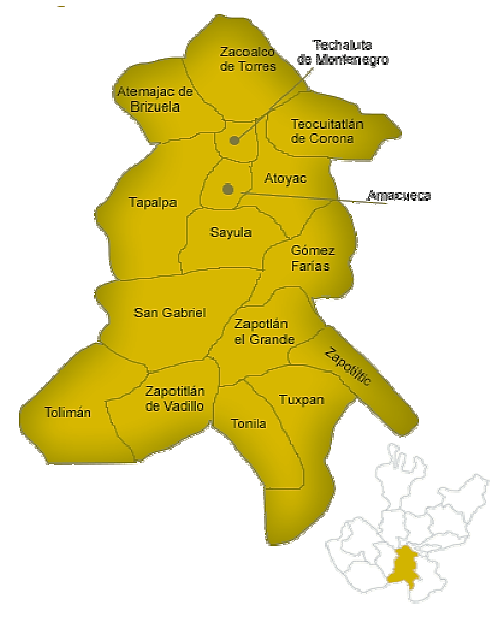 Zacoalco
de Torres
Techaluta
de Montenegro
Atemajac de
Brizuela
Teocuitatlán
de Corona
Atoyac
Amacueca
Tapalpa
Sayula
Gómez
Farías
San Gabriel
Zapotlán
el Grande
Zapotiltic
Tolimán
Zapotitlán
de Vadillo
Tonila
Tuxpan